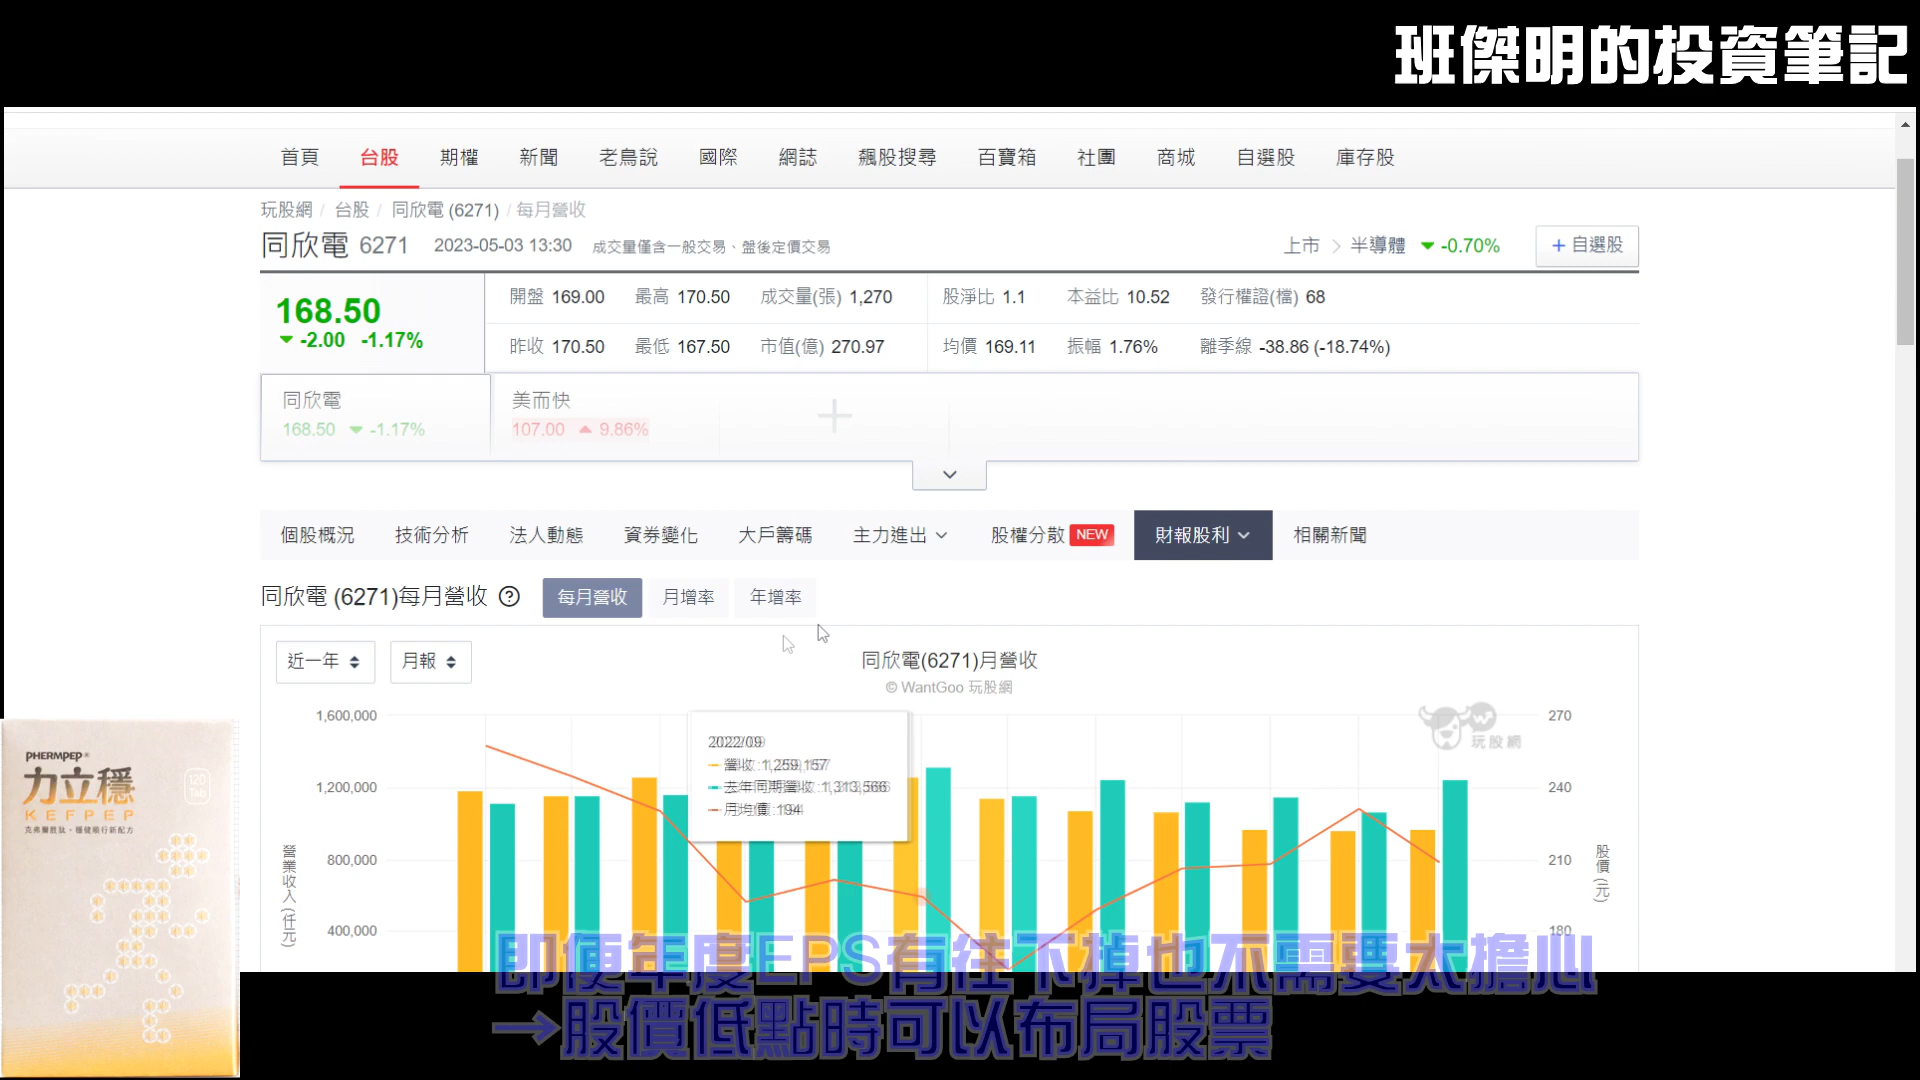 班傑明的投資筆記
首頁 台股 期權 新聞 老鳥說 國際 網誌 飆股搜尋 百寶箱 社團 商城 自選股 庫存股
玩股網 / 台股 / 同欣電 (6271) / 每月營收
同欣電 6271 2023-05-03 13:30 成交量僅含一般交易、盤後定價交易 上市 > 半導體 ▼ -0.70% + 自選股
168.50
▼ -2.00 -1.17%
開盤 169.00 最高 170.50 成交量(張) 1,270 股淨比 1.1 本益比 10.52 發行權證(檔) 68
昨收 170.50 最低 167.50 市值(億) 270.97 均價 169.11 振幅 1.76% 離季線 -38.86 (-18.74%)
同欣電 美而快
168.50 ▼ -1.17% 107.00 ▲ 9.86%
個股概況 技術分析 法人動態 資券變化 大戶籌碼 主力進出 股權分散 NEW 財報股利 相關新聞
同欣電 (6271)每月營收 ? 每月營收 月增率 年增率
近一年 月報
同欣電(6271)月營收
© WantGoo 玩股網
1,600,000 270
1,200,000 240
800,000 210
400,000 180
營業收入(仟元)
股價(元)
玩股網
2022/09
營收 :1,259,157
去年同期營收 :1,313,566
月均價 :194
PHERMPEP®
力立穩
KEFPEP
克弗爾胜肽・穩健順行新配方
120 Tab
即便年度EPS有往下掉也不需要太擔心
→股價低點時可以布局股票